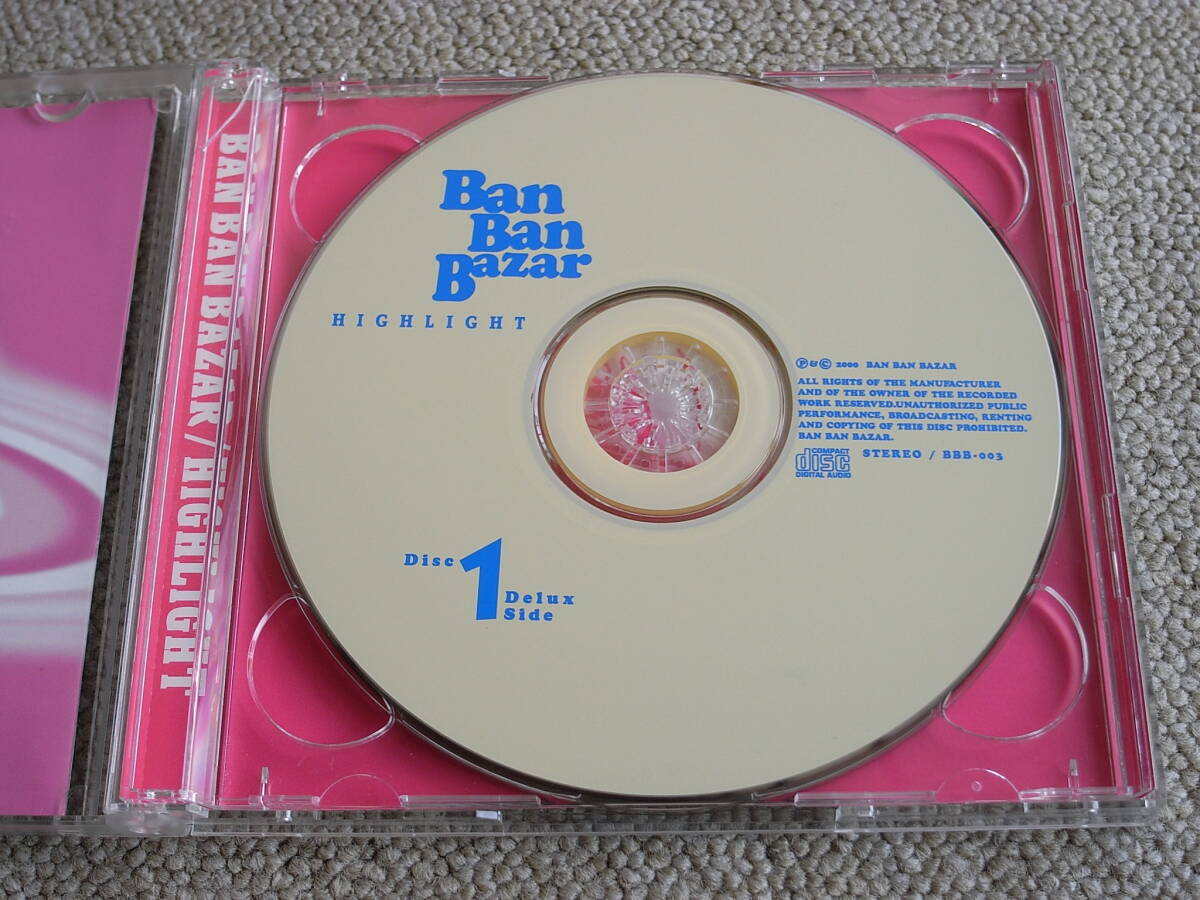 BAN BAN BAZAR / HIGHLIGHT
Ban
Ban
Bazar
HIGHLIGHT
Ⓟ&© 2000 BAN BAN BAZAR
ALL RIGHTS OF THE MANUFACTURER
AND OF THE OWNER OF THE RECORDED
WORK RESERVED.UNAUTHORIZED PUBLIC
PERFORMANCE, BROADCASTING, RENTING
AND COPYING OF THIS DISC PROHIBITED.
BAN BAN BAZAR.
COMPACT
disc
DIGITAL AUDIO
STEREO / BBB-003
Disc 1 Delux
Side